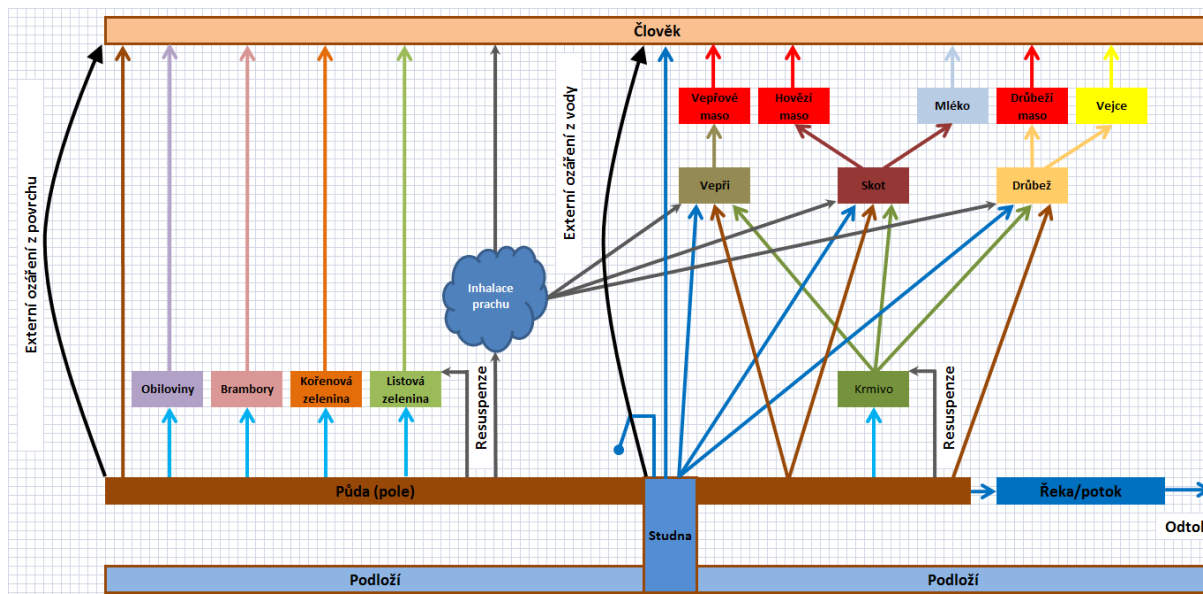 Člověk
Externí ozáření z povrchu
Externí ozáření z vody
Vepřové
maso
Hovězí
maso
Mléko
Drůbeží
maso
Vejce
Vepři
Skot
Drůbež
Inhalace
prachu
Obiloviny
Brambory
Kořenová
zelenina
Listová
zelenina
Resuspenze
Krmivo
Resuspenze
Půda (pole)
Řeka/potok
Studna
Odtok
Podloží
Podloží